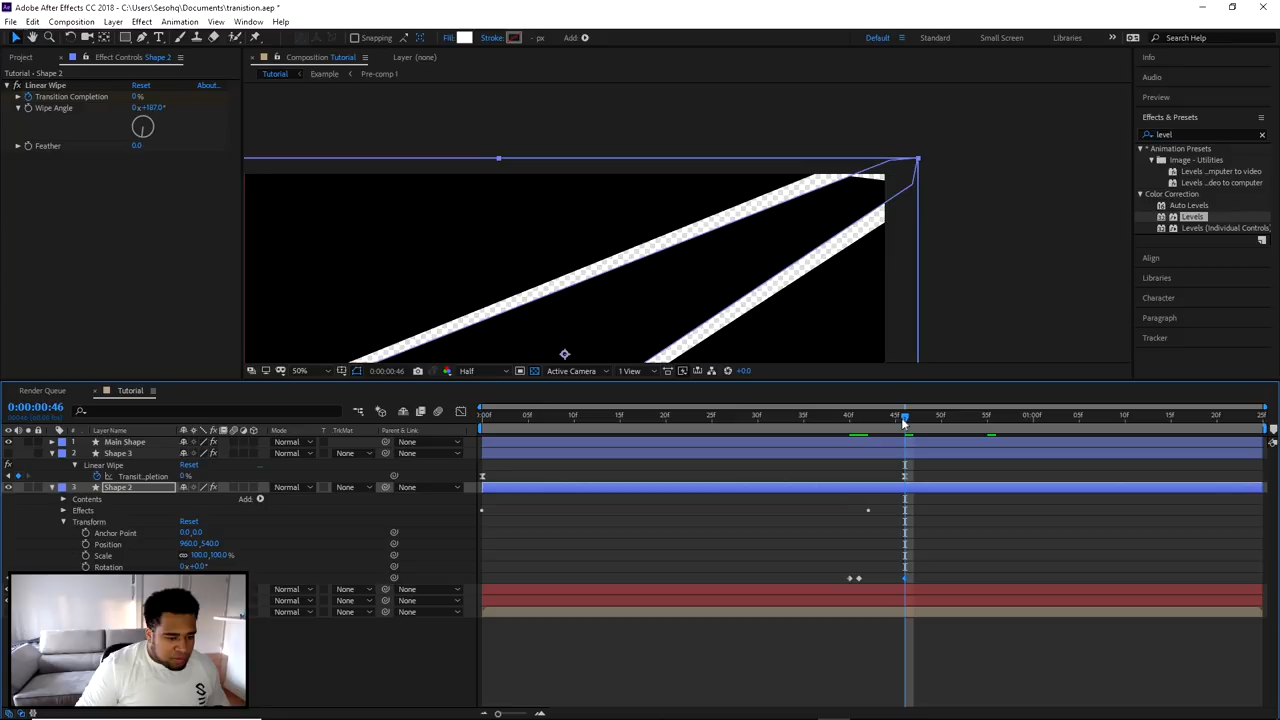 Adobe After Effects CC 2018 - C:\Users\Sesohq\Documents\tranistion.aep *
File Edit Composition Layer Effect Animation View Window Help
Snapping Fill: Stroke: - px Add: Default Standard Small Screen Libraries Search Help
Project Effect Controls Shape 2 Composition Tutorial Layer (none) Info
Tutorial • Shape 2 Tutorial Example Pre-comp 1 Audio
Linear Wipe Reset About... Preview
Transition Completion 0 %
Wipe Angle 0x+187.0° Effects & Presets
level
* Animation Presets
Image - Utilities
Feather 0.0 Levels ...mputer to video
Levels ...deo to computer
Color Correction
Auto Levels
Levels
Levels (Individual Controls)
Align
Libraries
Character
Paragraph
Tracker
50% 0:00:00:46 Half Active Camera 1 View +0.0
Render Queue Tutorial
0:00:00:46
05f 10f 15f 20f 25f 30f 35f 40f 45f 50f 55f 01:00f 05f 10f 15f 20f 25f
# Layer Name Mode T TrkMat Parent & Link
1 Main Shape Normal None
2 Shape 3 Normal None None
Linear Wipe Reset
Transit...pletion 0 %
3 Shape 2 Normal None None
Contents Add:
Effects
Transform Reset
Anchor Point 0.0,0.0
Position 960.0,540.0
Scale 100.0,100.0%
Rotation 0x+0.0°
Normal None None
Normal None None
Normal None None